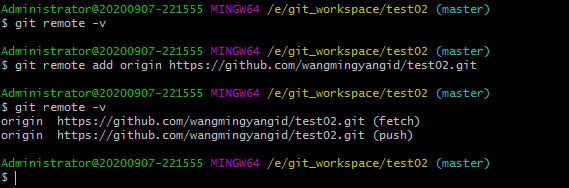 Administrator@20200907-221555 MINGW64 /e/git_workspace/test02 (master)
$ git remote -v
Administrator@20200907-221555 MINGW64 /e/git_workspace/test02 (master)
$ git remote add origin https://github.com/wangmingyangid/test02.git
Administrator@20200907-221555 MINGW64 /e/git_workspace/test02 (master)
$ git remote -v
origin  https://github.com/wangmingyangid/test02.git (fetch)
origin  https://github.com/wangmingyangid/test02.git (push)
Administrator@20200907-221555 MINGW64 /e/git_workspace/test02 (master)
$